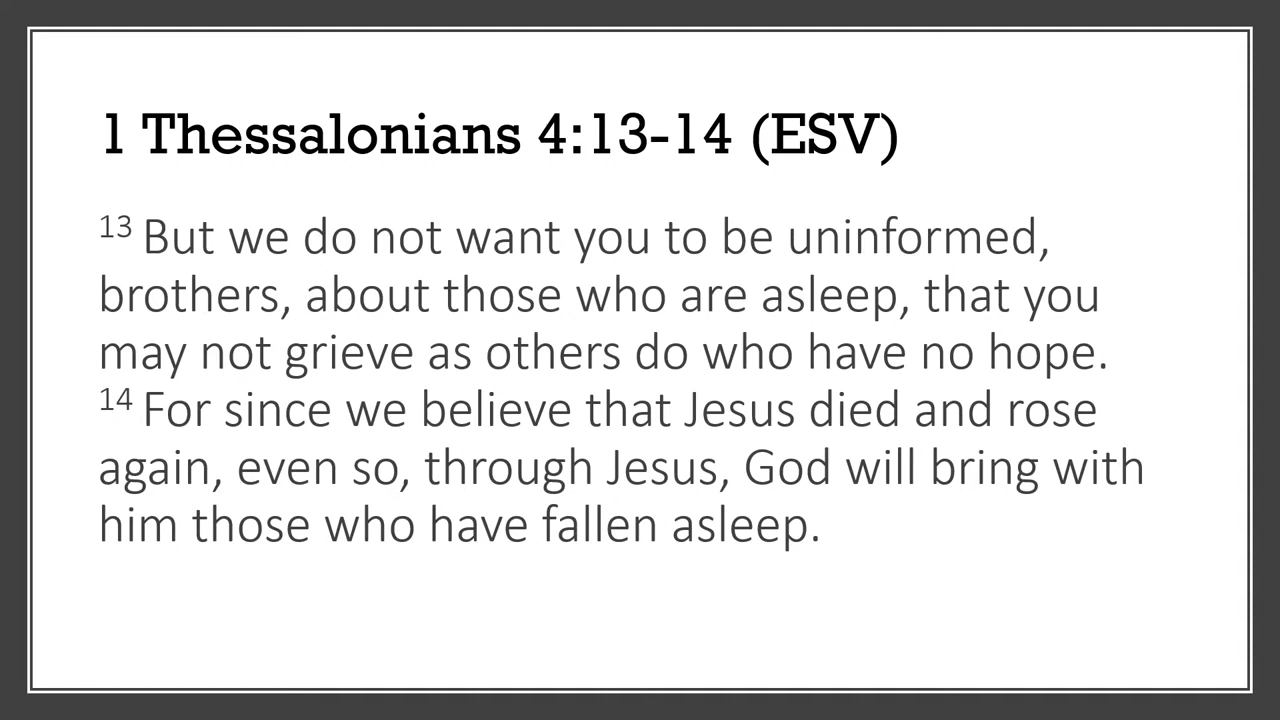 1 Thessalonians 4:13-14 (ESV)
13 But we do not want you to be uninformed,
brothers, about those who are asleep, that you
may not grieve as others do who have no hope.
14 For since we believe that Jesus died and rose
again, even so, through Jesus, God will bring with
him those who have fallen asleep.